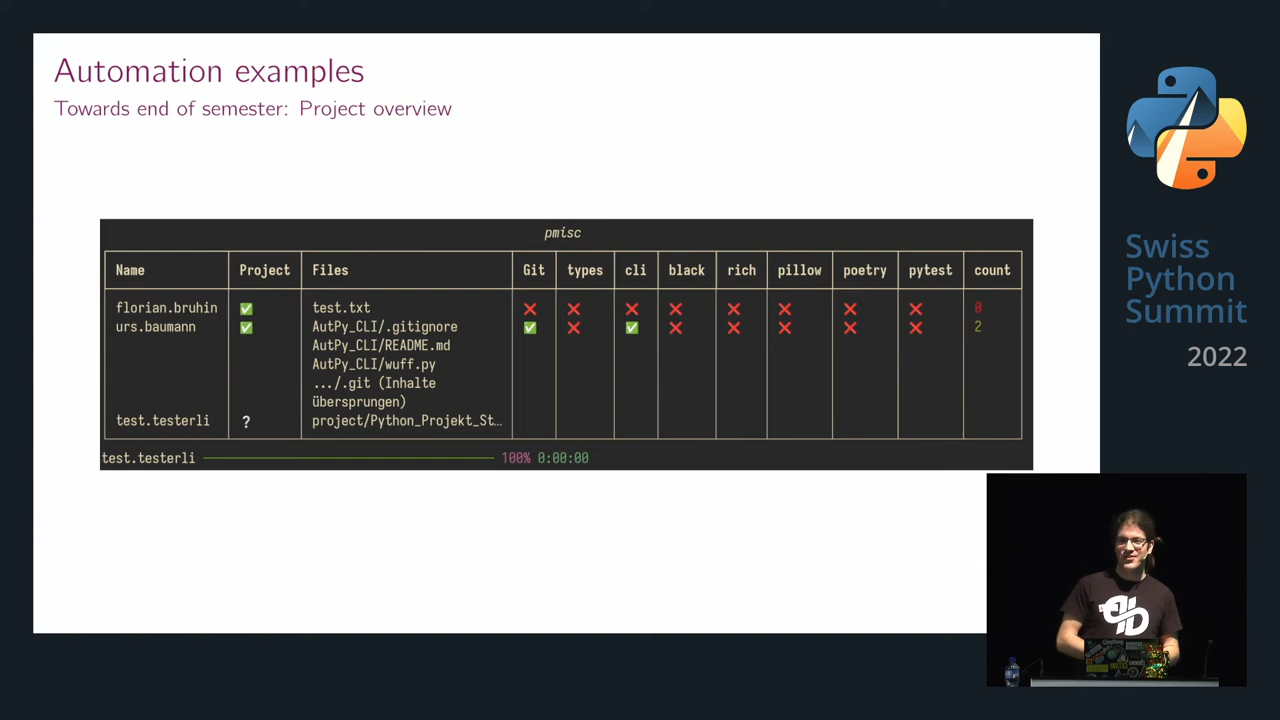 Automation examples
Towards end of semester: Project overview
pmisc
Name Project Files Git types cli black rich pillow poetry pytest count
florian.bruhin ✅ test.txt ❌ ❌ ❌ ❌ ❌ ❌ ❌ ❌ 0
urs.baumann ✅ AutPy_CLI/.gitignore ✅ ❌ ✅ ❌ ❌ ❌ ❌ ❌ 2
AutPy_CLI/README.md
AutPy_CLI/wuff.py
.../.git (Inhalte
übersprungen)
test.testerli ? project/Python_Projekt_St…
test.testerli 100% 0:00:00
Swiss
Python
Summit
2022